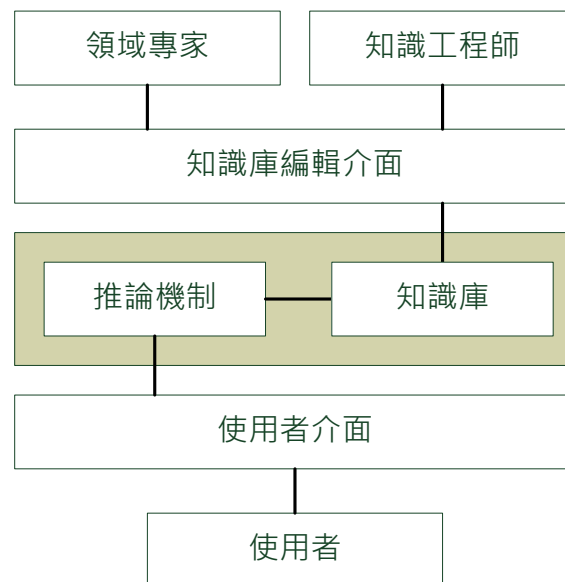 領域專家
知識工程師
知識庫編輯介面
推論機制
知識庫
使用者介面
使用者